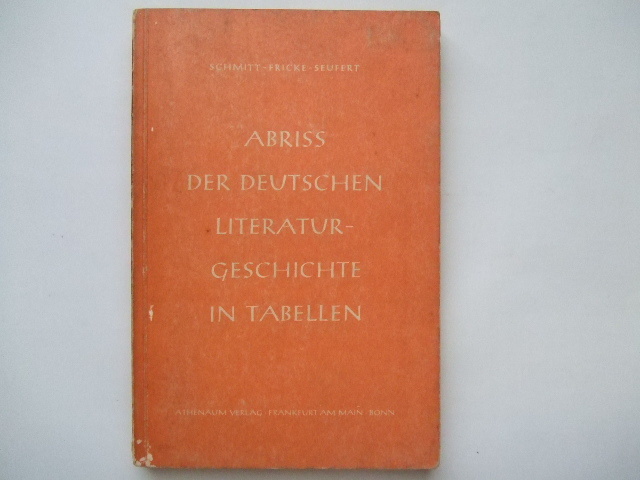 SCHMITT-FRICKE-SEUFERT
ABRISS
DER DEUTSCHEN
LITERATUR-
GESCHICHTE
IN TABELLEN
ATHENÄUM VERLAG · FRANKFURT AM MAIN · BONN